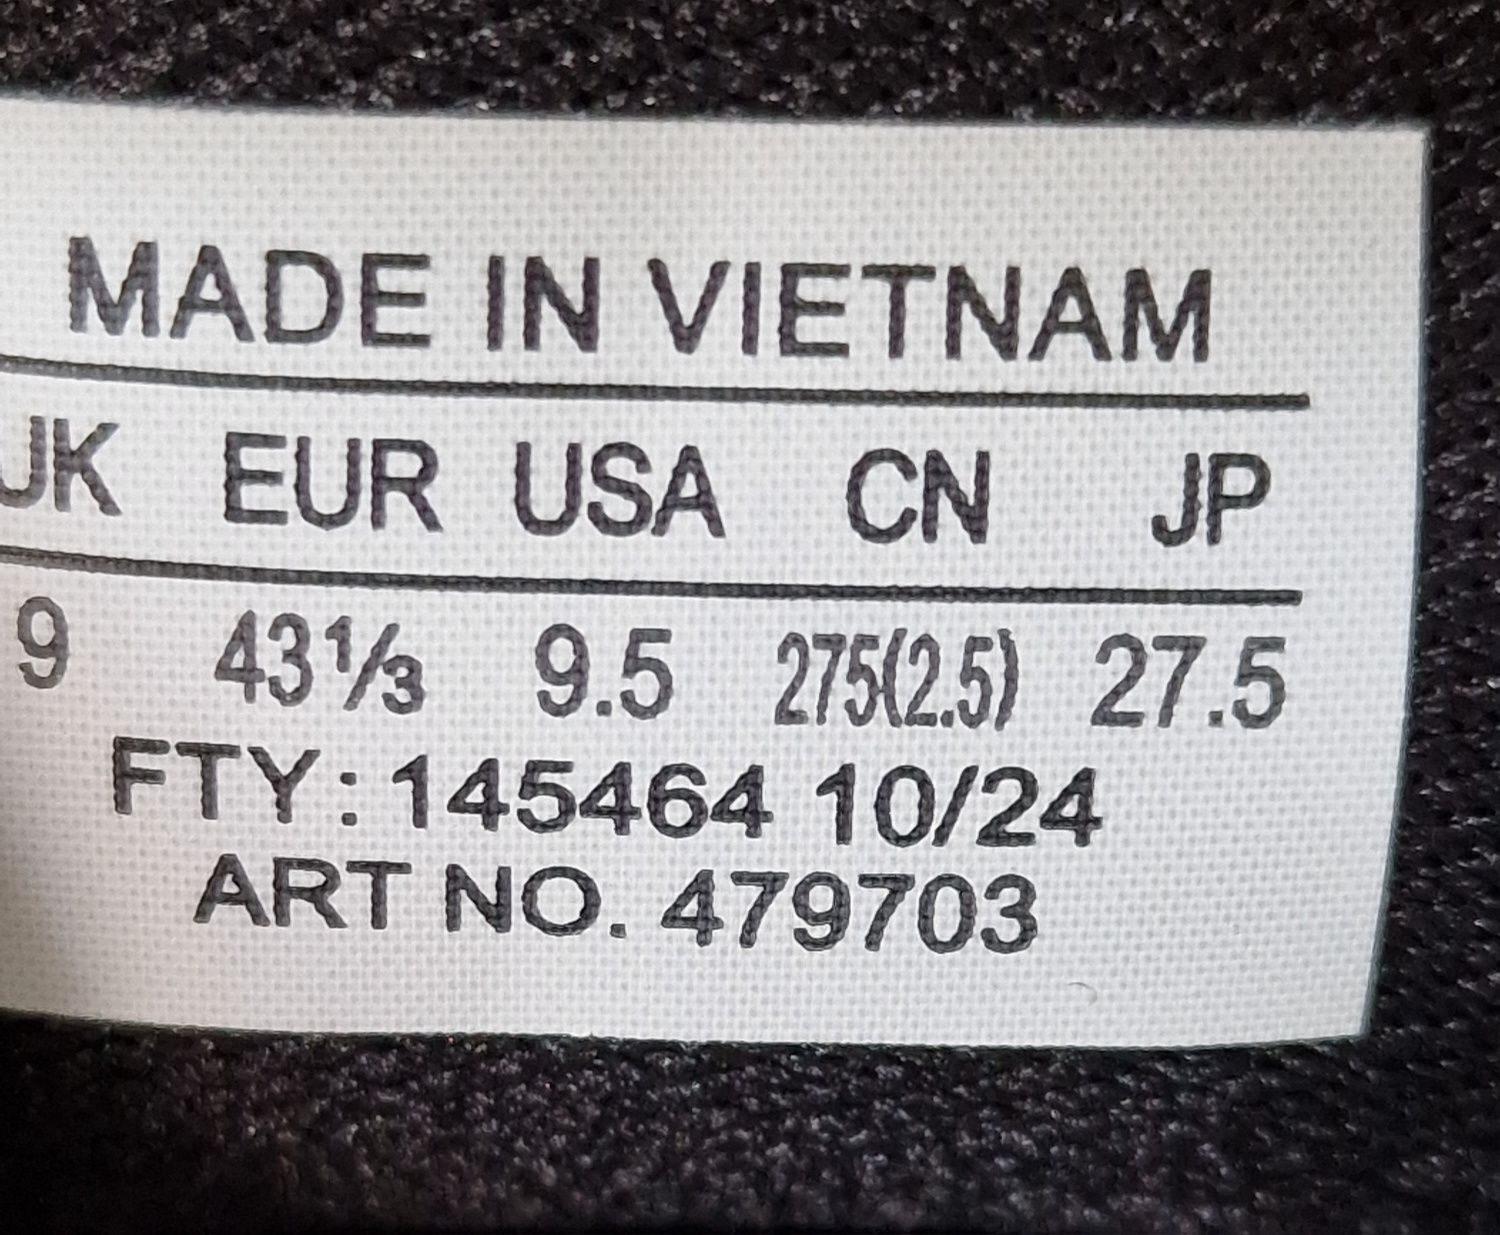 MADE IN VIETNAM
UK EUR USA CN JP
9 43⅓ 9.5 275(2.5) 27.5
FTY: 145464 10/24
ART NO. 479703